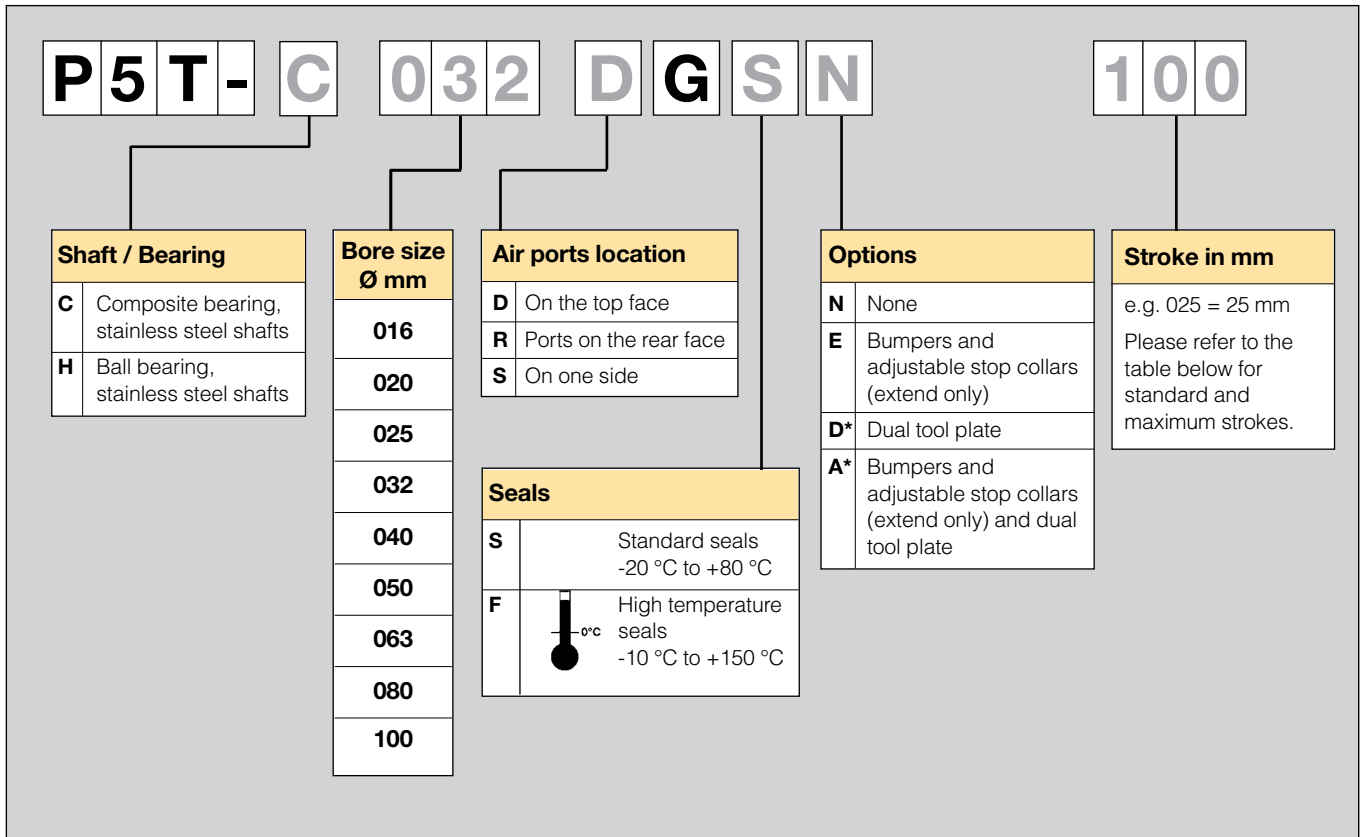 P5T- C 032 D G S N 100
Shaft / Bearing
C Composite bearing,
stainless steel shafts
H Ball bearing,
stainless steel shafts
Bore size
Ø mm
016
020
025
032
040
050
063
080
100
Air ports location
D On the top face
R Ports on the rear face
S On one side
Seals
S Standard seals
-20 °C to +80 °C
F High temperature
0°C seals
-10 °C to +150 °C
Options
N None
E Bumpers and
adjustable stop collars
(extend only)
D* Dual tool plate
A* Bumpers and
adjustable stop collars
(extend only) and dual
tool plate
Stroke in mm
e.g. 025 = 25 mm
Please refer to the
table below for
standard and
maximum strokes.